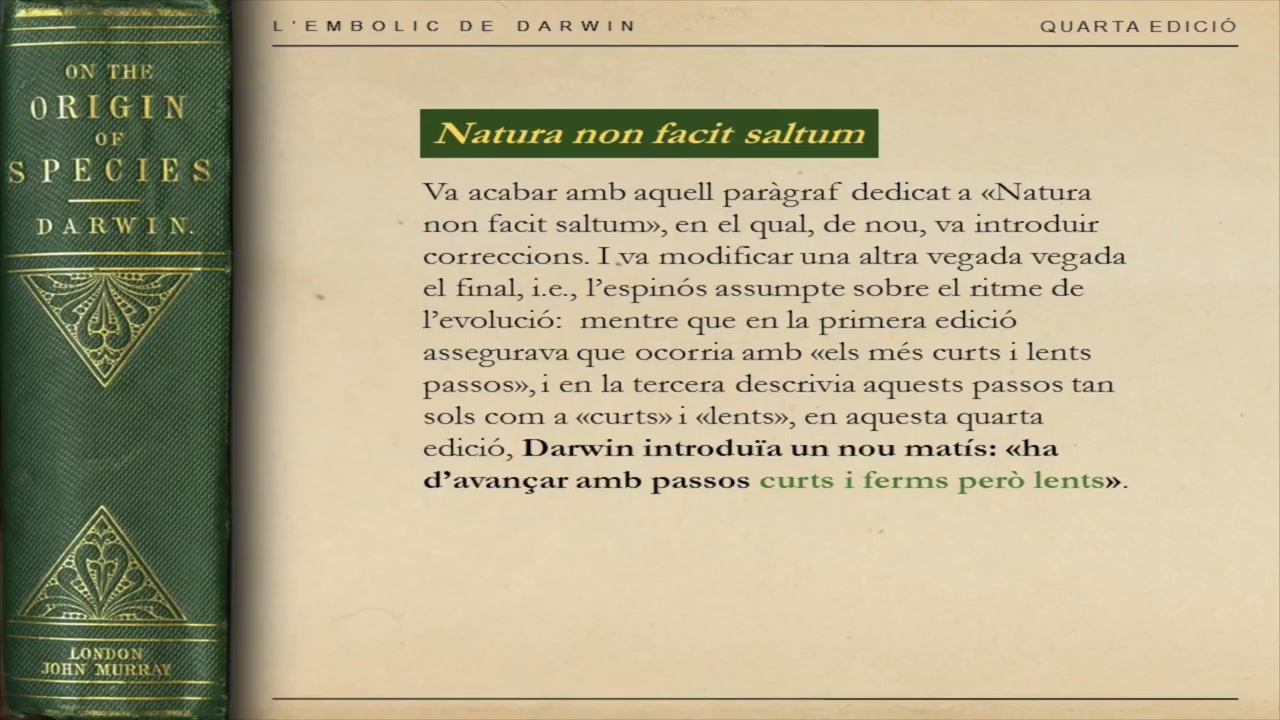 L'EMBOLIC DE DARWIN
QUARTA EDICIÓ
ON THE
ORIGIN
OF
SPECIES
DARWIN.
LONDON
JOHN MURRAY
Natura non facit saltum
Va acabar amb aquell paràgraf dedicat a «Natura
non facit saltum», en el qual, de nou, va introduir
correccions. I va modificar una altra vegada vegada
el final, i.e., l’espinós assumpte sobre el ritme de
l’evolució: mentre que en la primera edició
assegurava que ocorria amb «els més curts i lents
passos», i en la tercera descrivia aquests passos tan
sols com a «curts» i «lents», en aquesta quarta
edició, Darwin introduïa un nou matís: «ha
d’avançar amb passos curts i ferms però lents».